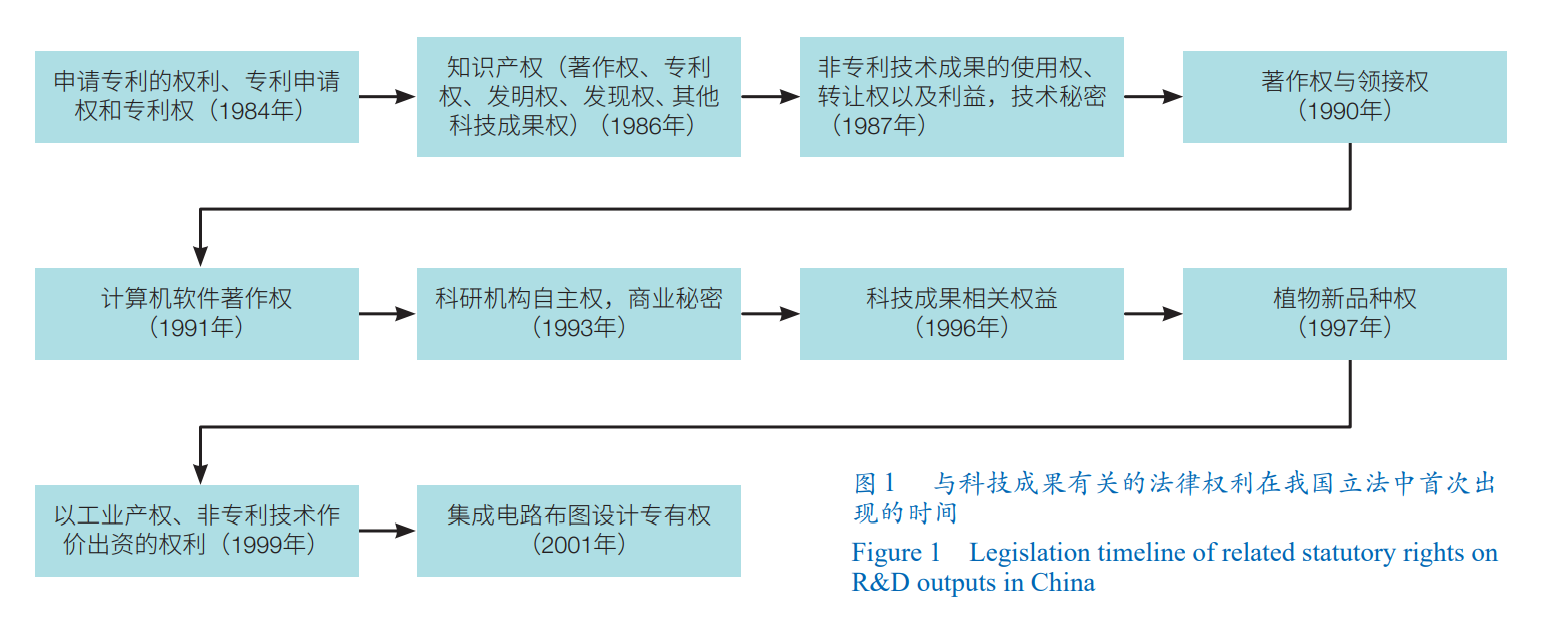 申请专利的权利、专利申请
权和专利权（1984年）
知识产权（著作权、专利
权、发明权、发现权、其他
科技成果权）（1986年）
非专利技术成果的使用权、
转让权以及利益，技术秘密
（1987年）
著作权与领接权
（1990年）
计算机软件著作权
（1991年）
科研机构自主权，商业秘密
（1993年）
科技成果相关权益
（1996年）
植物新品种权
（1997年）
以工业产权、非专利技术作
价出资的权利（1999年）
集成电路布图设计专有权
（2001年）
图1 与科技成果有关的法律权利在我国立法中首次出
现的时间
Figure 1 Legislation timeline of related statutory rights on
R&D outputs in China